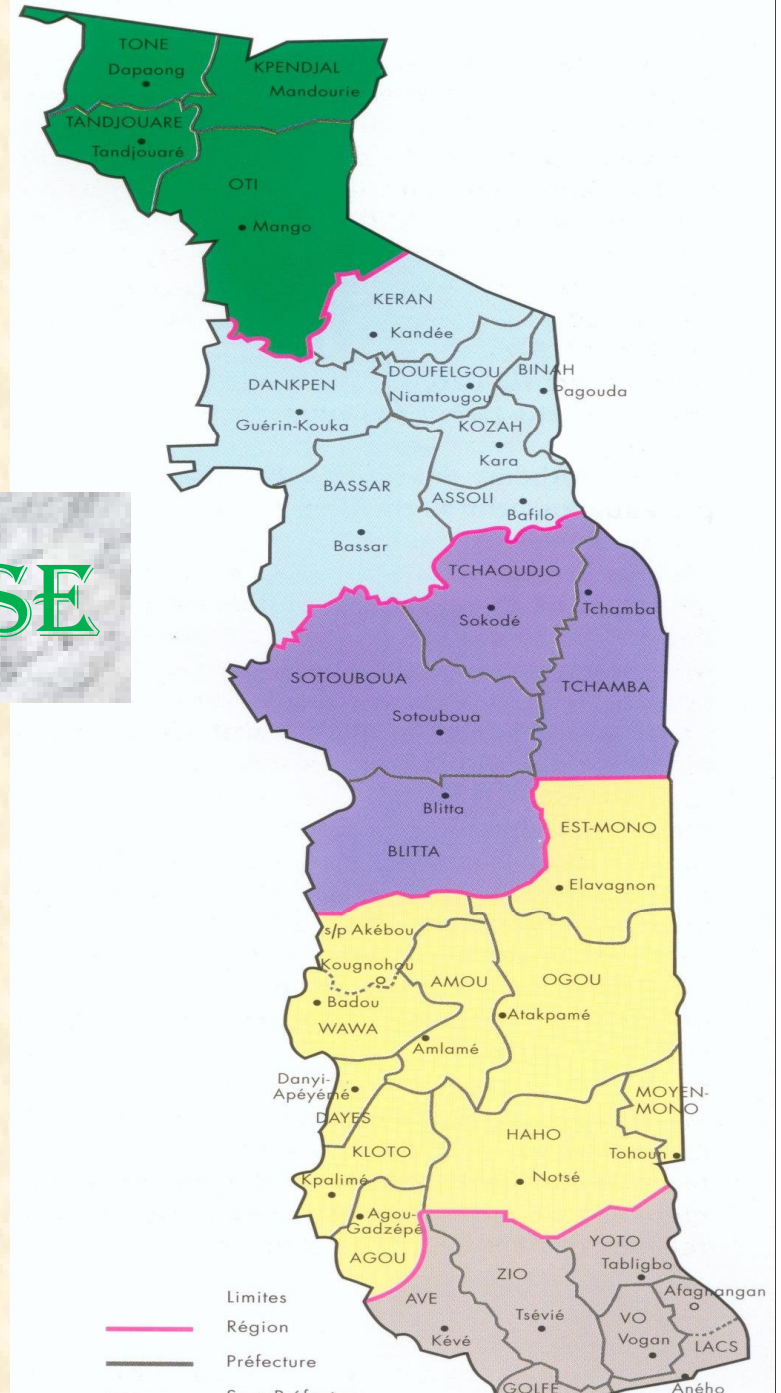 TONE
Dapaong
KPENDJAL
Mandourie
TANDJOUARE
Tandjouaré
OTI
Mango
KERAN
Kandée
DOUFELGOU
Niamtougou
BINAH
Pagouda
DANKPEN
Guérin-Kouka
KOZAH
Kara
BASSAR
Bassar
ASSOLI
Bafilo
SE
TCHAOUDJO
Sokodé
Tchamba
TCHAMBA
SOTOUBOUA
Sotouboua
Blitta
BLITTA
EST-MONO
Elavagnon
s/p Akébou
Kougnohou
AMOU
OGOU
Badou
WAWA
Atakpamé
Amlamé
Danyi-
Apéyémé
DAYES
MOYEN-
MONO
KLOTO
HAHO
Tohoun
Kpalimé
Notsé
Agou-
Gadzépé
AGOU
YOTO
Tabligbo
ZIO
Afagnangan
AVE
Tsévié
VO
Vogan
Kévé
LACS
GOLFE
Aného
Limites
Région
Préfecture